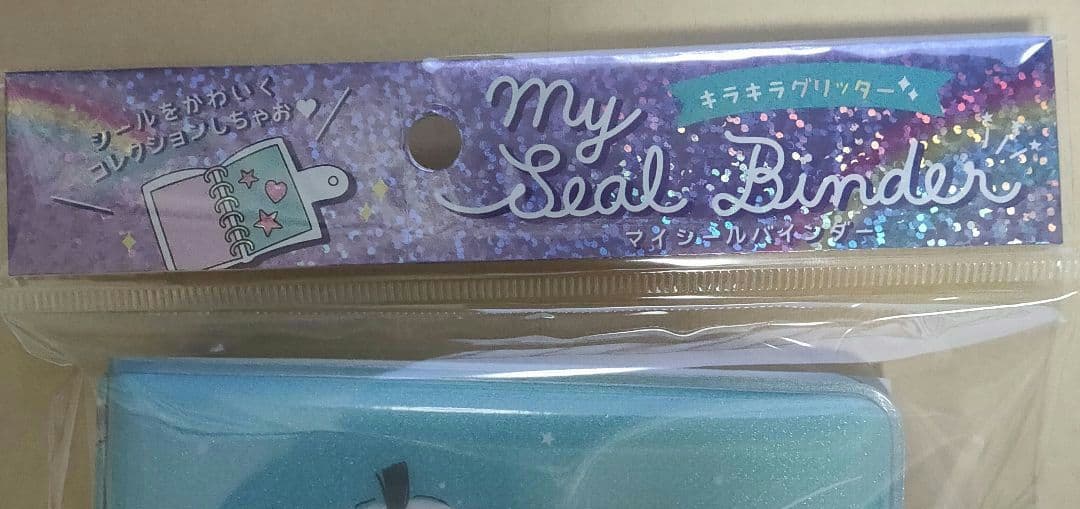 シールをかわいく
コレクションしちゃお♥
My
Seal Binder
キラキラグリッター
マイシールバインダー